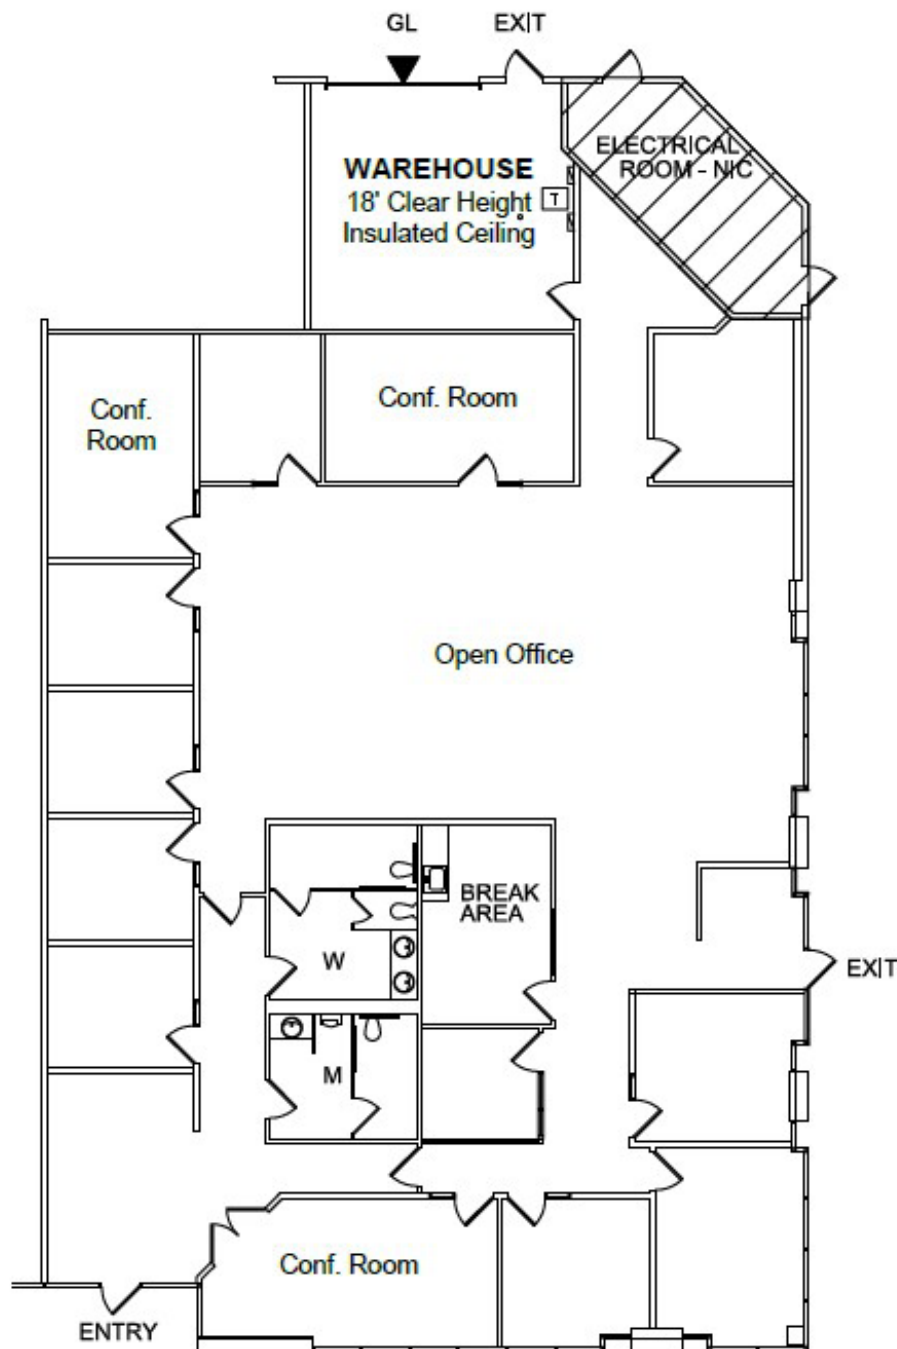 GL
EXIT
ELECTRICAL
ROOM - NIC
WAREHOUSE
18' Clear Height
Insulated Ceiling
T
Conf.
Room
Conf. Room
Open Office
BREAK
AREA
W
EXIT
M
Conf. Room
ENTRY